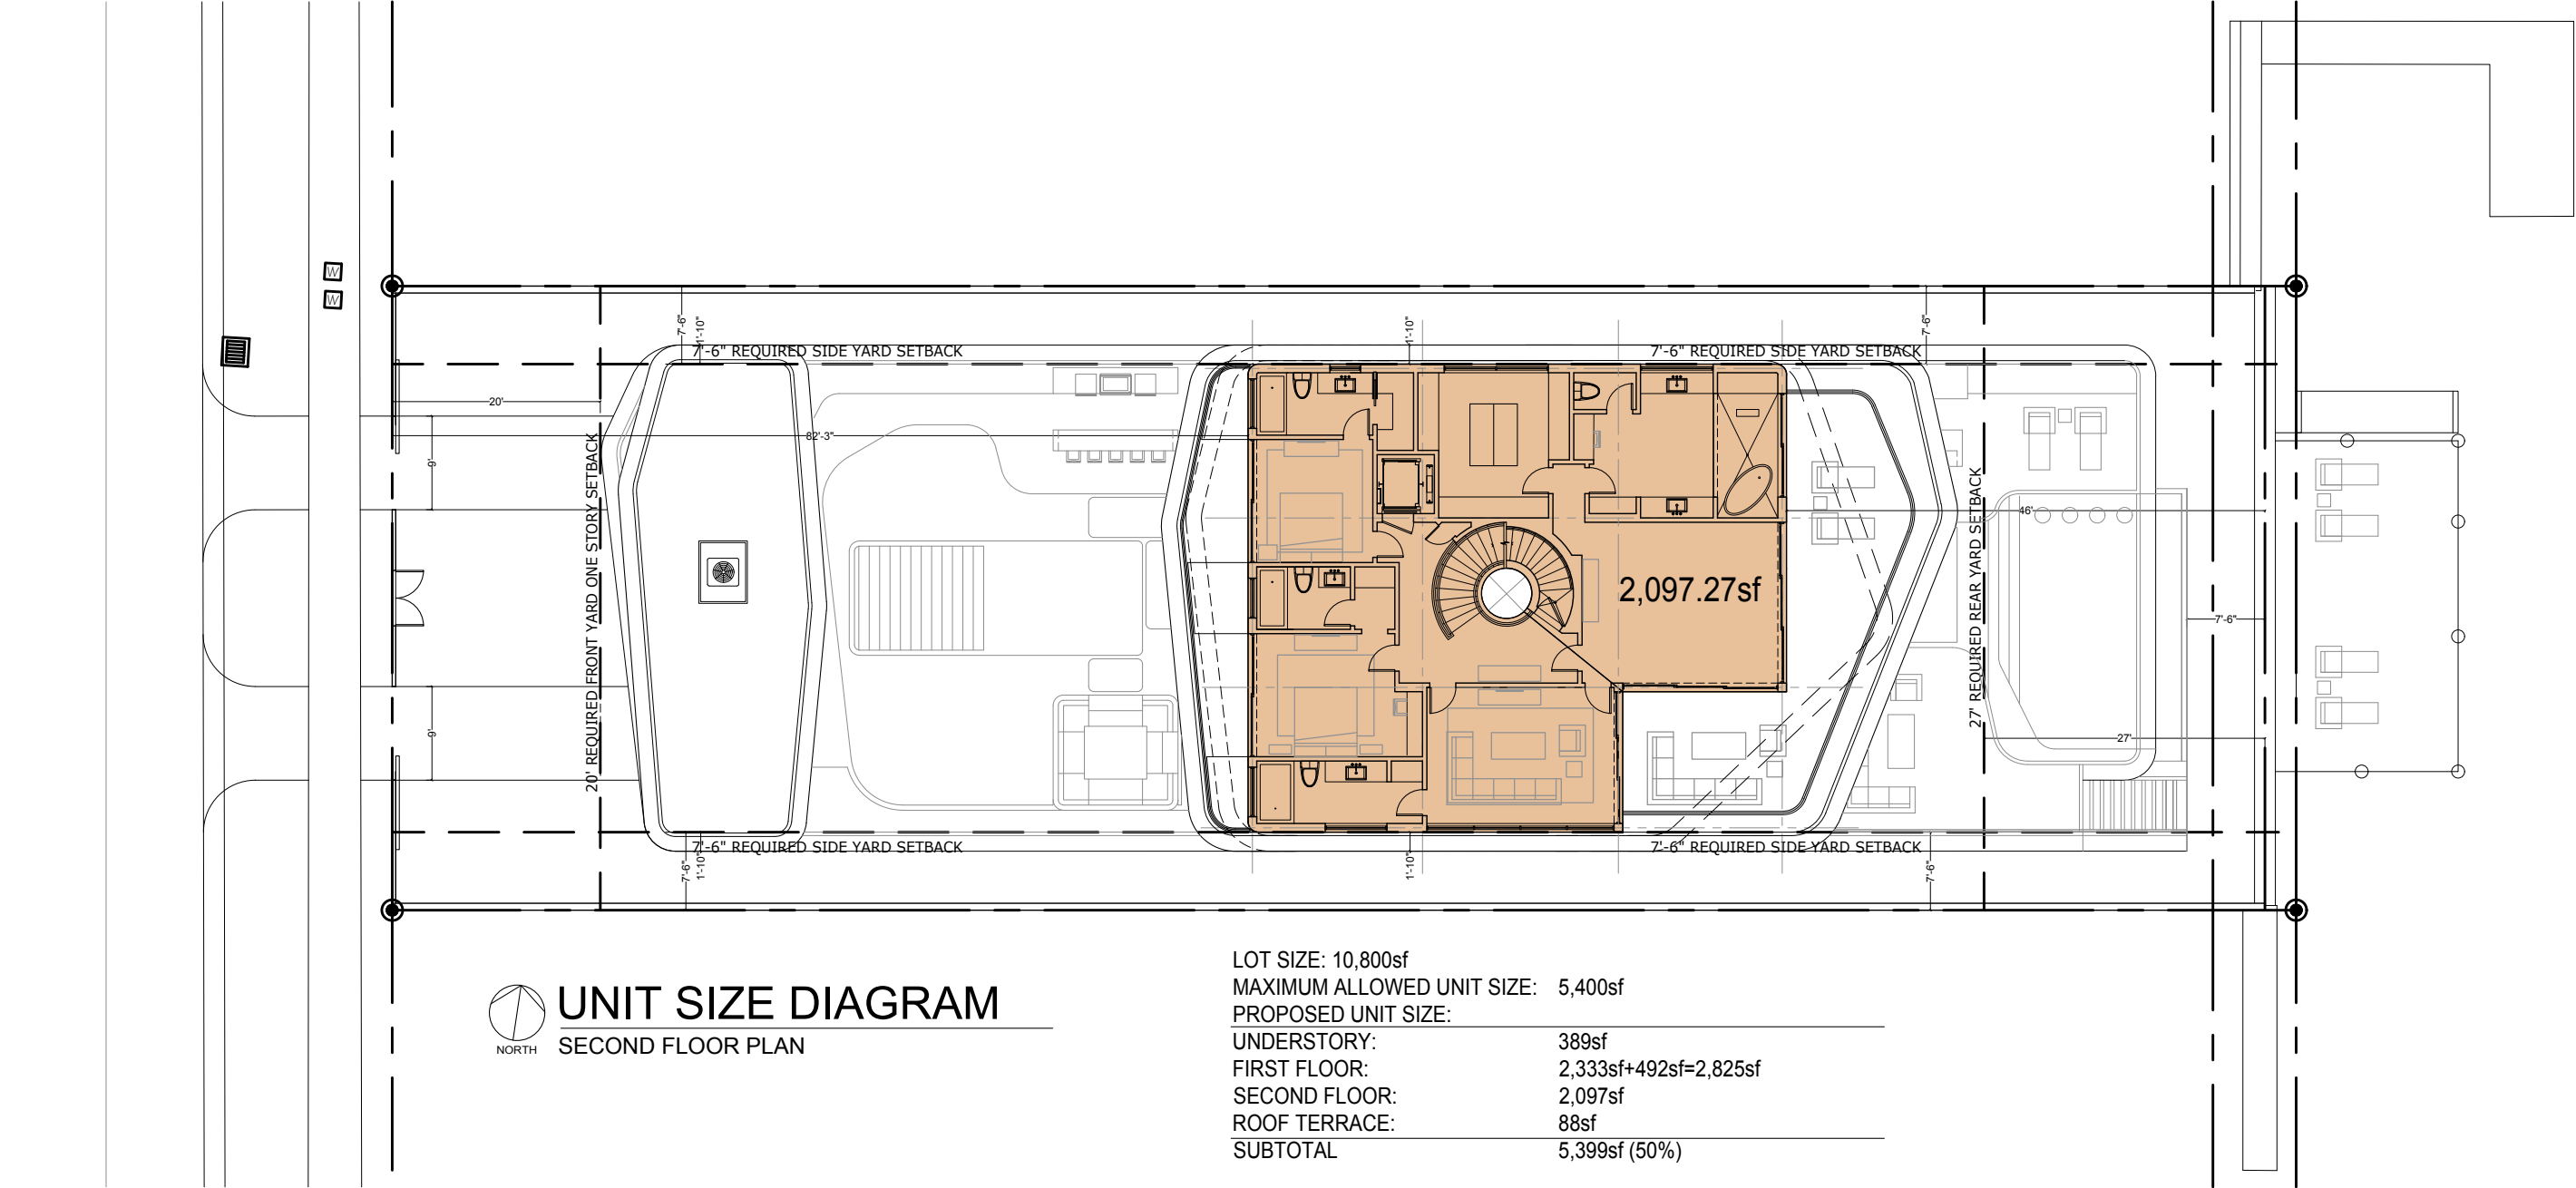 W
W
7'-6"
1'-10"
1'-10"
7'-6"
7'-6" REQUIRED SIDE YARD SETBACK
7'-6" REQUIRED SIDE YARD SETBACK
20'
82'-3"
9'
20' REQUIRED FRONT YARD ONE STORY SETBACK
27' REQUIRED REAR YARD SETBACK
46'
2,097.27sf
7'-6"
9'
27'
7'-6" REQUIRED SIDE YARD SETBACK
7'-6" REQUIRED SIDE YARD SETBACK
7'-6"
1'-10"
1'-10"
7'-6"
NORTH
UNIT SIZE DIAGRAM
SECOND FLOOR PLAN
LOT SIZE: 10,800sf
MAXIMUM ALLOWED UNIT SIZE: 5,400sf
PROPOSED UNIT SIZE:
UNDERSTORY: 389sf
FIRST FLOOR: 2,333sf+492sf=2,825sf
SECOND FLOOR: 2,097sf
ROOF TERRACE: 88sf
SUBTOTAL 5,399sf (50%)